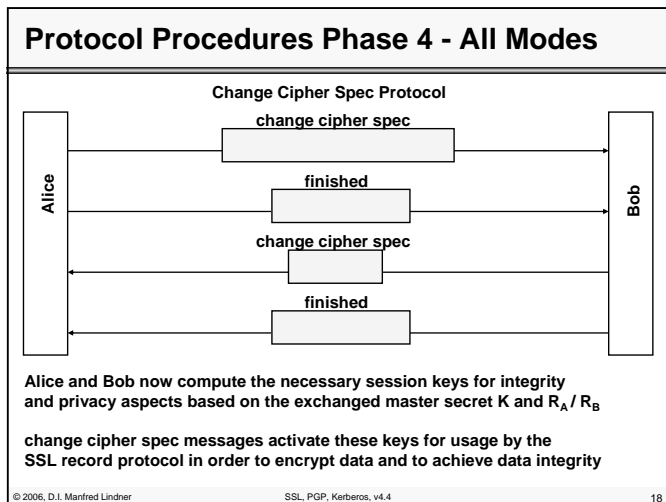 Protocol Procedures Phase 4 - All Modes
Change Cipher Spec Protocol
change cipher spec
Alice
Bob
finished
change cipher spec
finished
Alice and Bob now compute the necessary session keys for integrity
and privacy aspects based on the exchanged master secret K and R_A / R_B
change cipher spec messages activate these keys for usage by the
SSL record protocol in order to encrypt data and to achieve data integrity
© 2006, D.I. Manfred Lindner SSL, PGP, Kerberos, v4.4 18